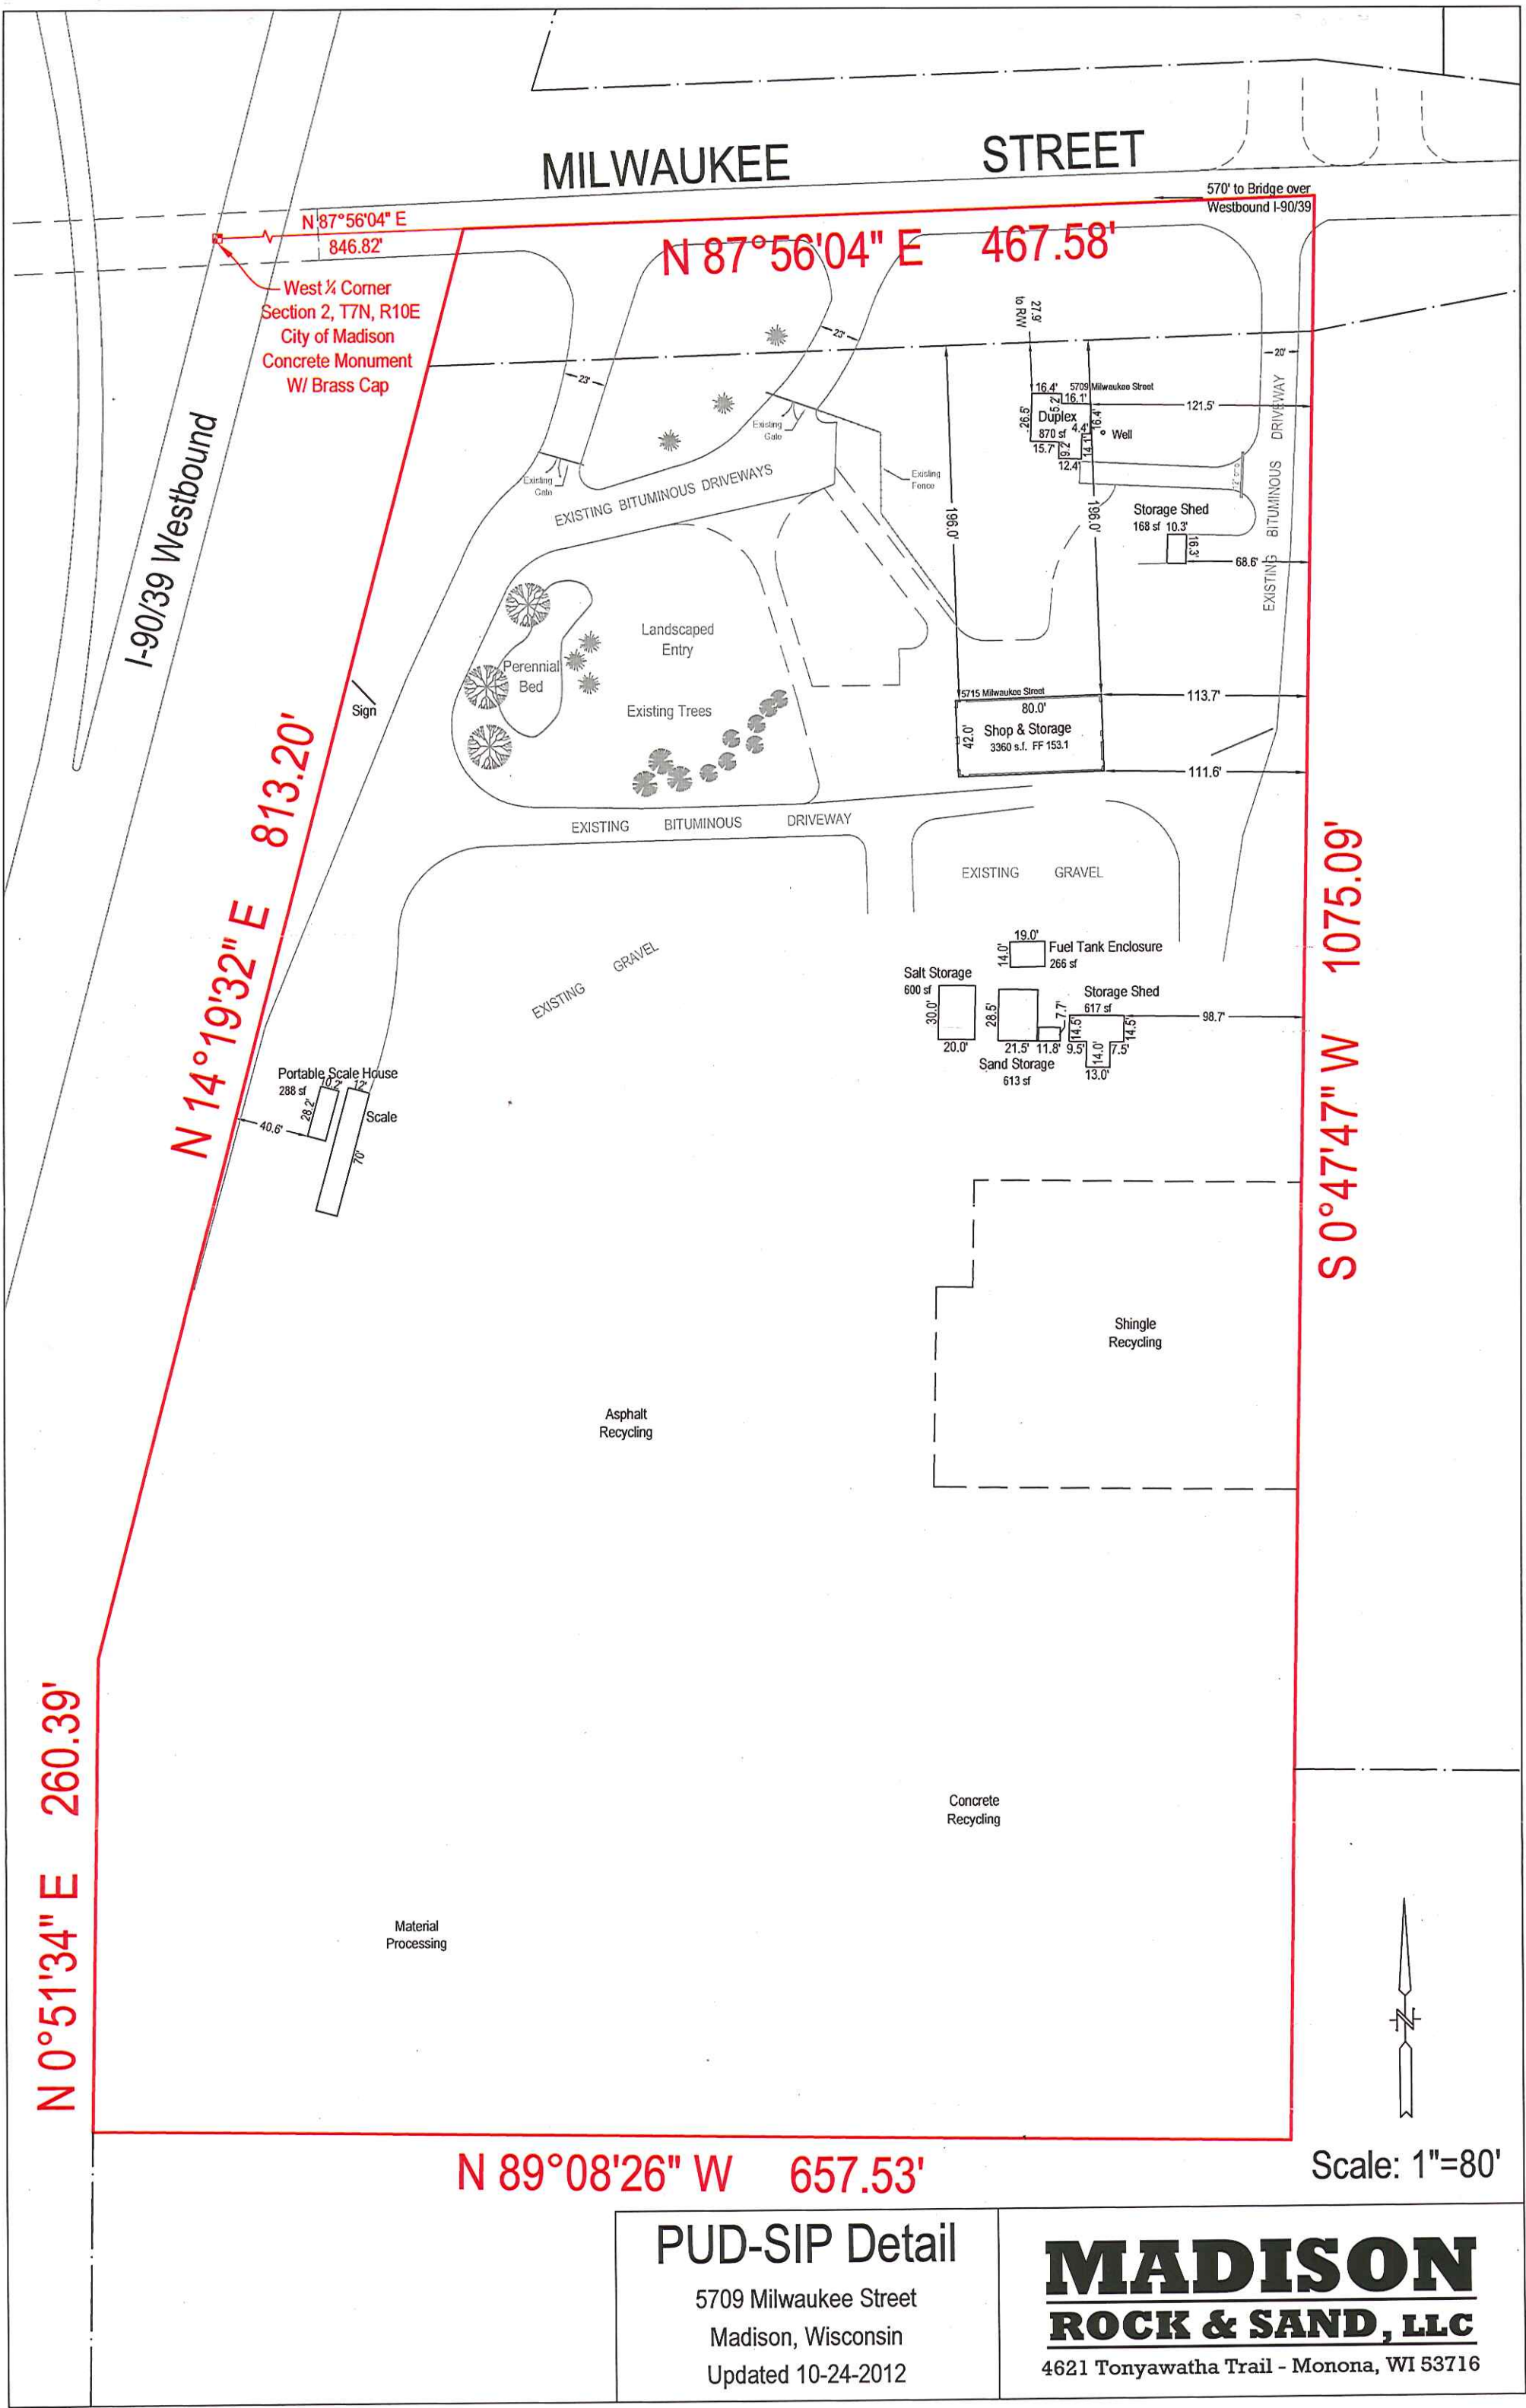 MILWAUKEE STREET
570' to Bridge over
Westbound I-90/39
N 87°56'04" E
846.82'
N 87°56'04" E 467.58'
West ¼ Corner
Section 2, T7N, R10E
City of Madison
Concrete Monument
W/ Brass Cap
I-90/39 Westbound
27.9'
to R/W
23'
23'
20'
16.4'
5709 Milwaukee Street
16.1'
5.2'
26.5'
Duplex
870 sf
4.4'
16.4'
Well
15.7'
9.2'
14.1'
12.4'
121.5'
Existing
Gate
Existing
Gate
Existing
Fence
EXISTING BITUMINOUS DRIVEWAYS
EXISTING BITUMINOUS DRIVEWAY
196.0'
196.0'
Storage Shed
168 sf 10.3'
16.3'
68.6'
Landscaped
Entry
Perennial
Bed
Existing Trees
Sign
5715 Milwaukee Street
80.0'
42.0'
Shop & Storage
3360 s.f. FF 153.1
113.7'
111.6'
EXISTING BITUMINOUS DRIVEWAY
EXISTING GRAVEL
EXISTING GRAVEL
N 14°19'32" E 813.20'
S 0°47'47" W 1075.09'
19.0'
14.0'
Fuel Tank Enclosure
266 sf
Salt Storage
600 sf
30.0'
20.0'
28.5'
21.5'
11.8'
7.7'
Sand Storage
613 sf
Storage Shed
617 sf
14.5'
14.5'
9.5'
14.0'
7.5'
13.0'
98.7'
Portable Scale House
288 sf
10.2'
12'
28.2'
Scale
70'
40.6'
Shingle
Recycling
Asphalt
Recycling
Concrete
Recycling
Material
Processing
N 0°51'34" E 260.39'
N 89°08'26" W 657.53'
N
Scale: 1"=80'
PUD-SIP Detail
5709 Milwaukee Street
Madison, Wisconsin
Updated 10-24-2012
MADISON
ROCK & SAND, LLC
4621 Tonyawatha Trail - Monona, WI 53716